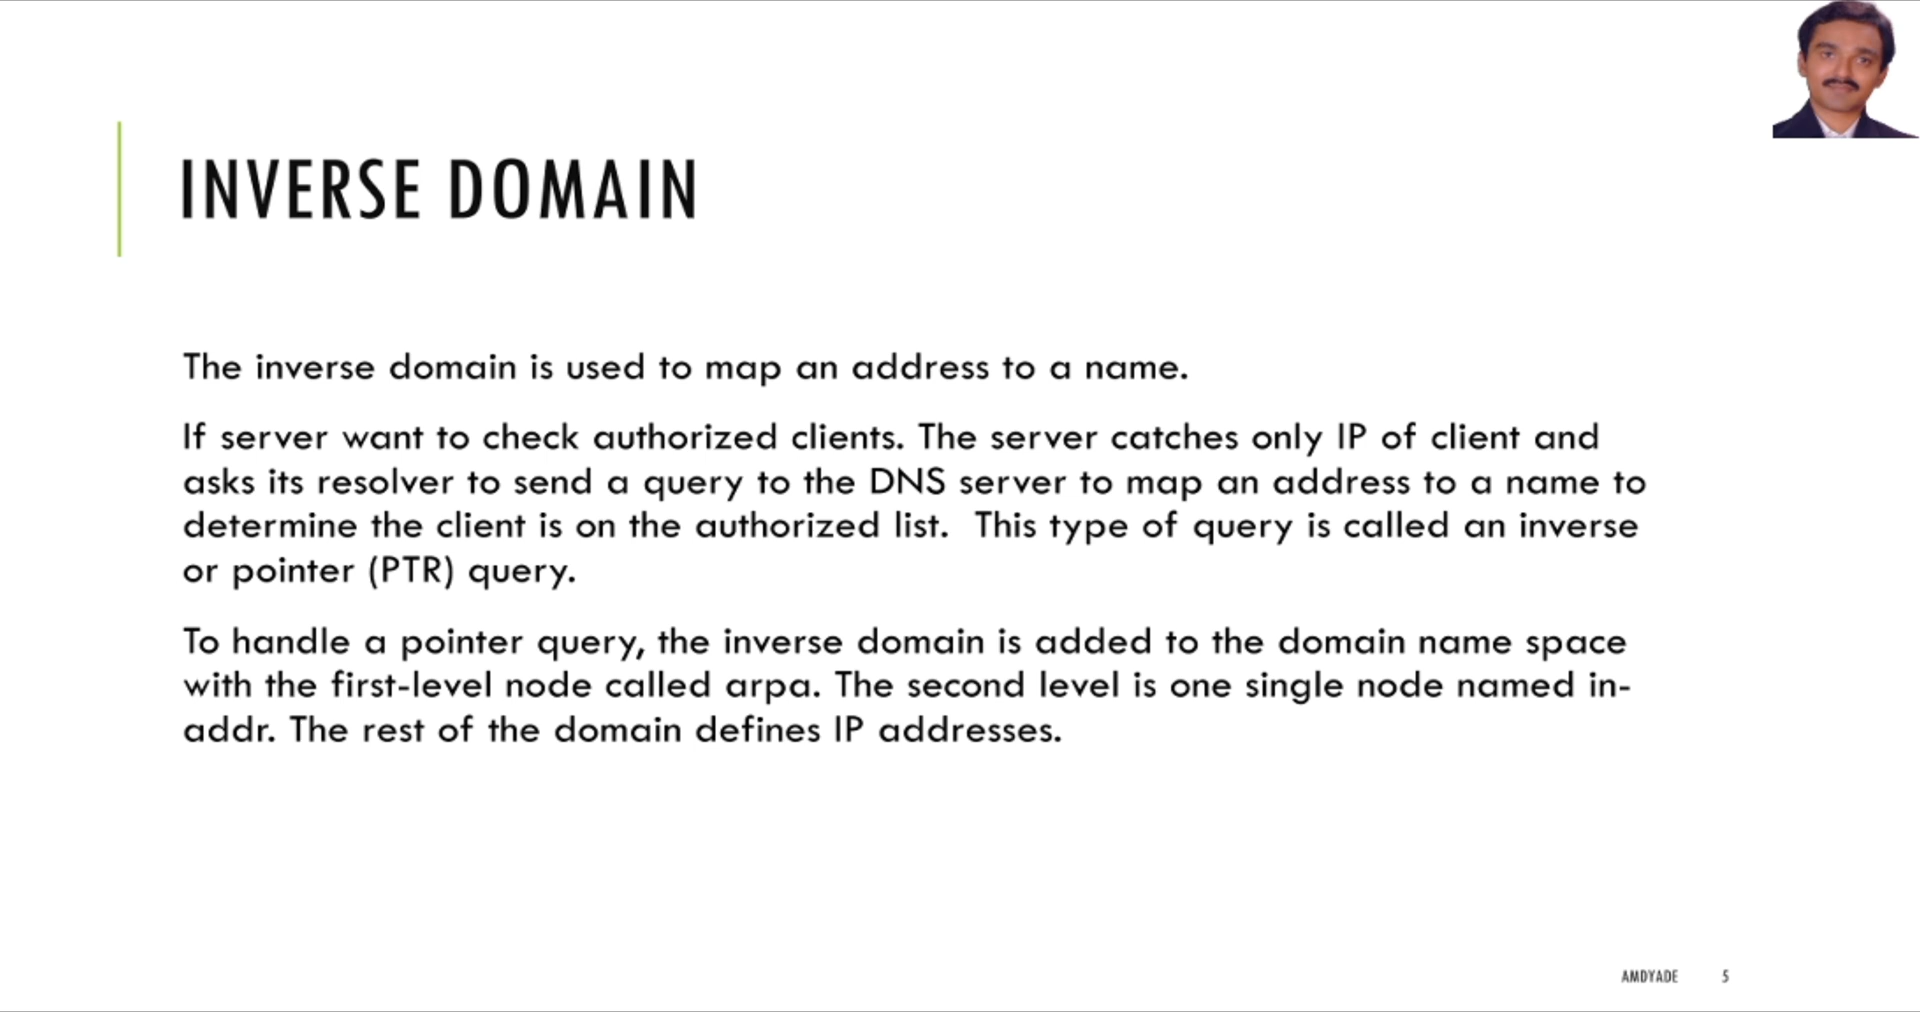 INVERSE DOMAIN
The inverse domain is used to map an address to a name.
If server want to check authorized clients. The server catches only IP of client and
asks its resolver to send a query to the DNS server to map an address to a name to
determine the client is on the authorized list.  This type of query is called an inverse
or pointer (PTR) query.
To handle a pointer query, the inverse domain is added to the domain name space
with the first-level node called arpa. The second level is one single node named in-
addr. The rest of the domain defines IP addresses.
AMDYADE 5